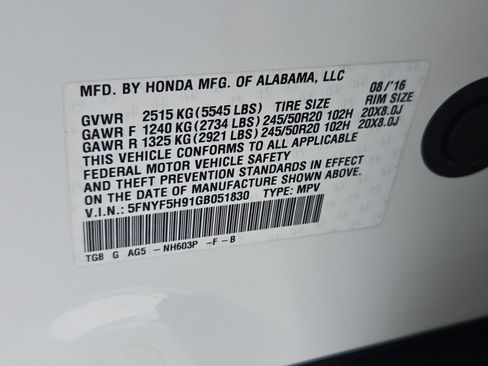 MFD. BY HONDA MFG. OF ALABAMA, LLC 08/'16
GVWR 2515 KG (5545 LBS) TIRE SIZE RIM SIZE
GAWR F 1240 KG (2734 LBS) 245/50R20 102H 20X8.0J
GAWR R 1325 KG (2921 LBS) 245/50R20 102H 20X8.0J
THIS VEHICLE CONFORMS TO ALL APPLICABLE
FEDERAL MOTOR VEHICLE SAFETY
AND THEFT PREVENTION STANDARDS IN EFFECT
ON THE DATE OF MANUFACTURE SHOWN ABOVE.
V.I.N.: 5FNYF5H91GB051830 TYPE: MPV
TG8 G AG5 -NH603P -F-B